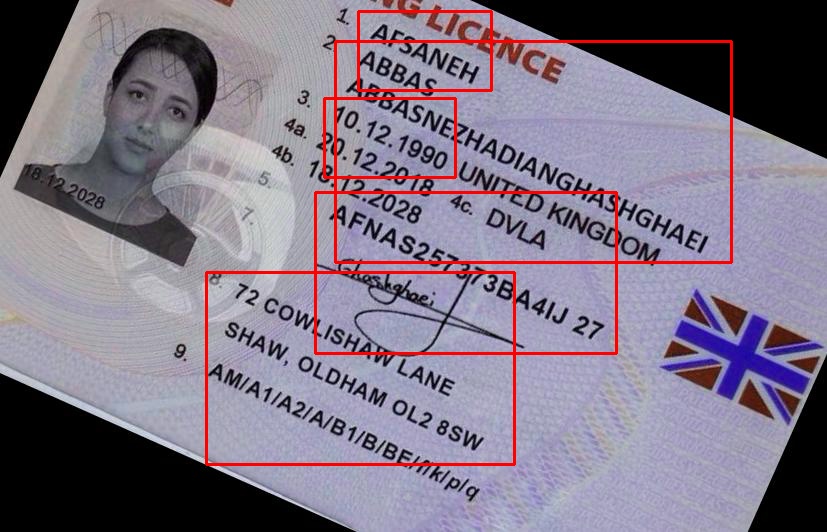 NG LICENCE
1. AFSANEH
2. ABBAS
ABBASNEZHADIANGHASHGHAEI
3. 10.12.1990 UNITED KINGDOM
4a. 20.12.2018 4c. DVLA
4b. 18.12.2028
5. AFNAS257373BA4IJ 27
18.12.2028
7. Ghashghaei
8. 72 COWLISHAW LANE
SHAW, OLDHAM OL2 8SW
9. AM/A1/A2/A/B1/B/BE/f/k/p/q